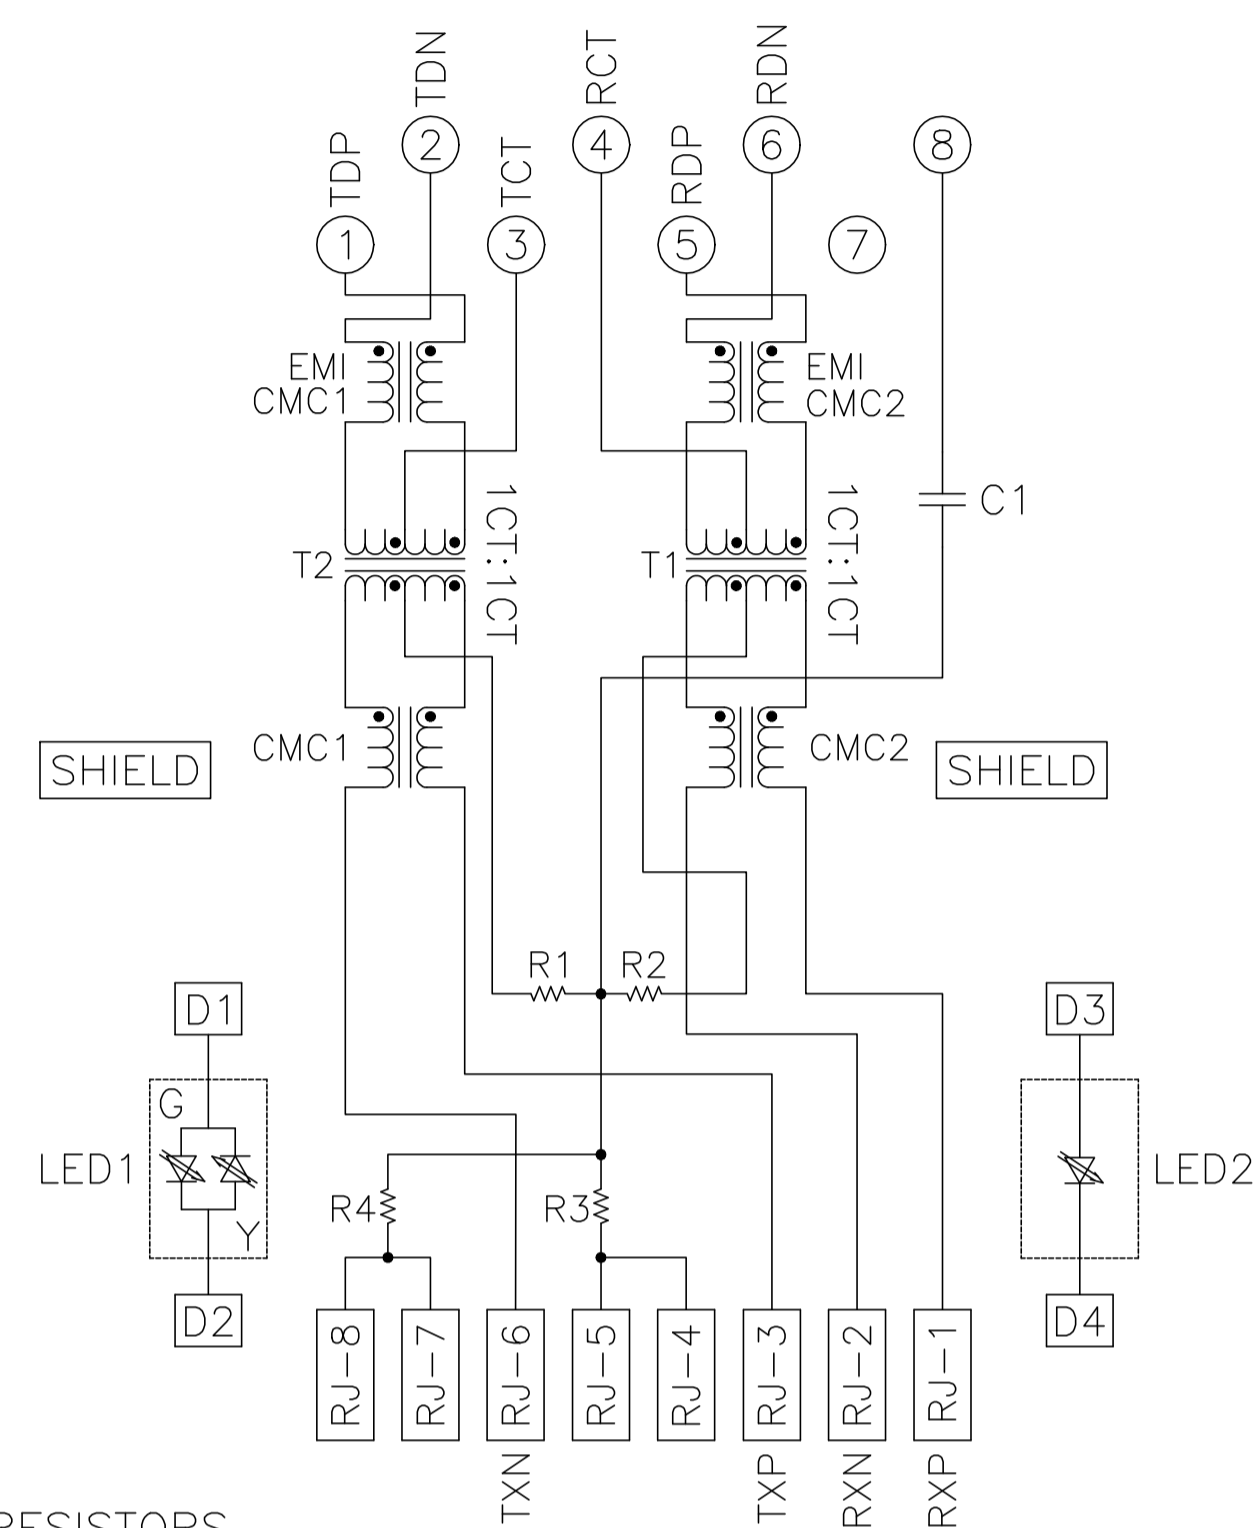 TDN
RCT
RDN
TDP
2
TCT
4
RDP
6
8
1
3
5
7
EMI
CMC1
EMI
CMC2
1CT:1CT
1CT:1CT
C1
T2
T1
CMC1
CMC2
SHIELD
SHIELD
R1
R2
D1
D3
G
LED1
LED2
R4
R3
Y
D2
D4
RJ-8
RJ-7
RJ-6
RJ-5
RJ-4
RJ-3
RJ-2
RJ-1
TXN
TXP
RXN
RXP
RESISTORS